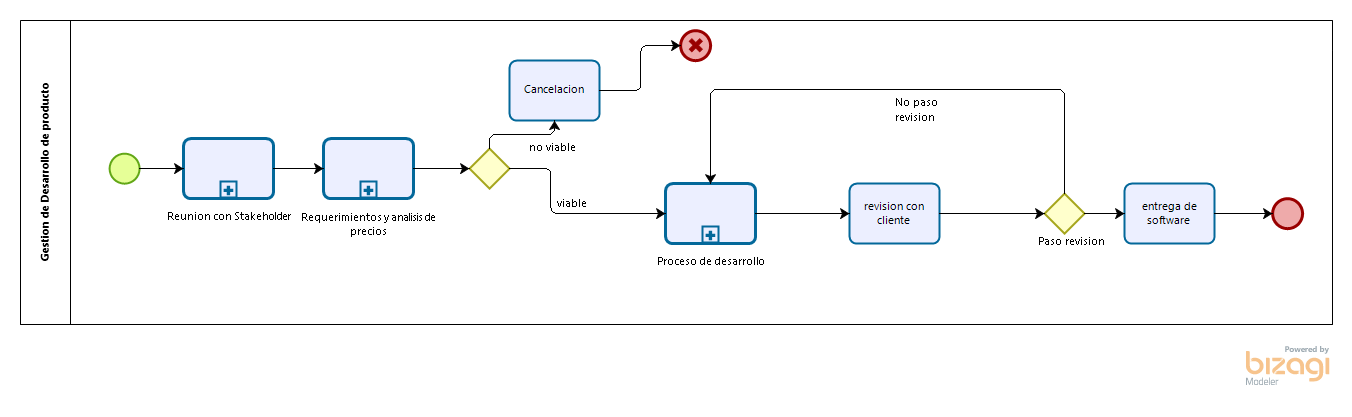 Gestion de Desarrollo de producto
Reunion con Stakeholder
Requerimientos y analisis de
precios
no viable
viable
Cancelacion
Proceso de desarrollo
revision con
cliente
No paso
revision
Paso revision
entrega de
software
Powered by
bizagi
Modeler